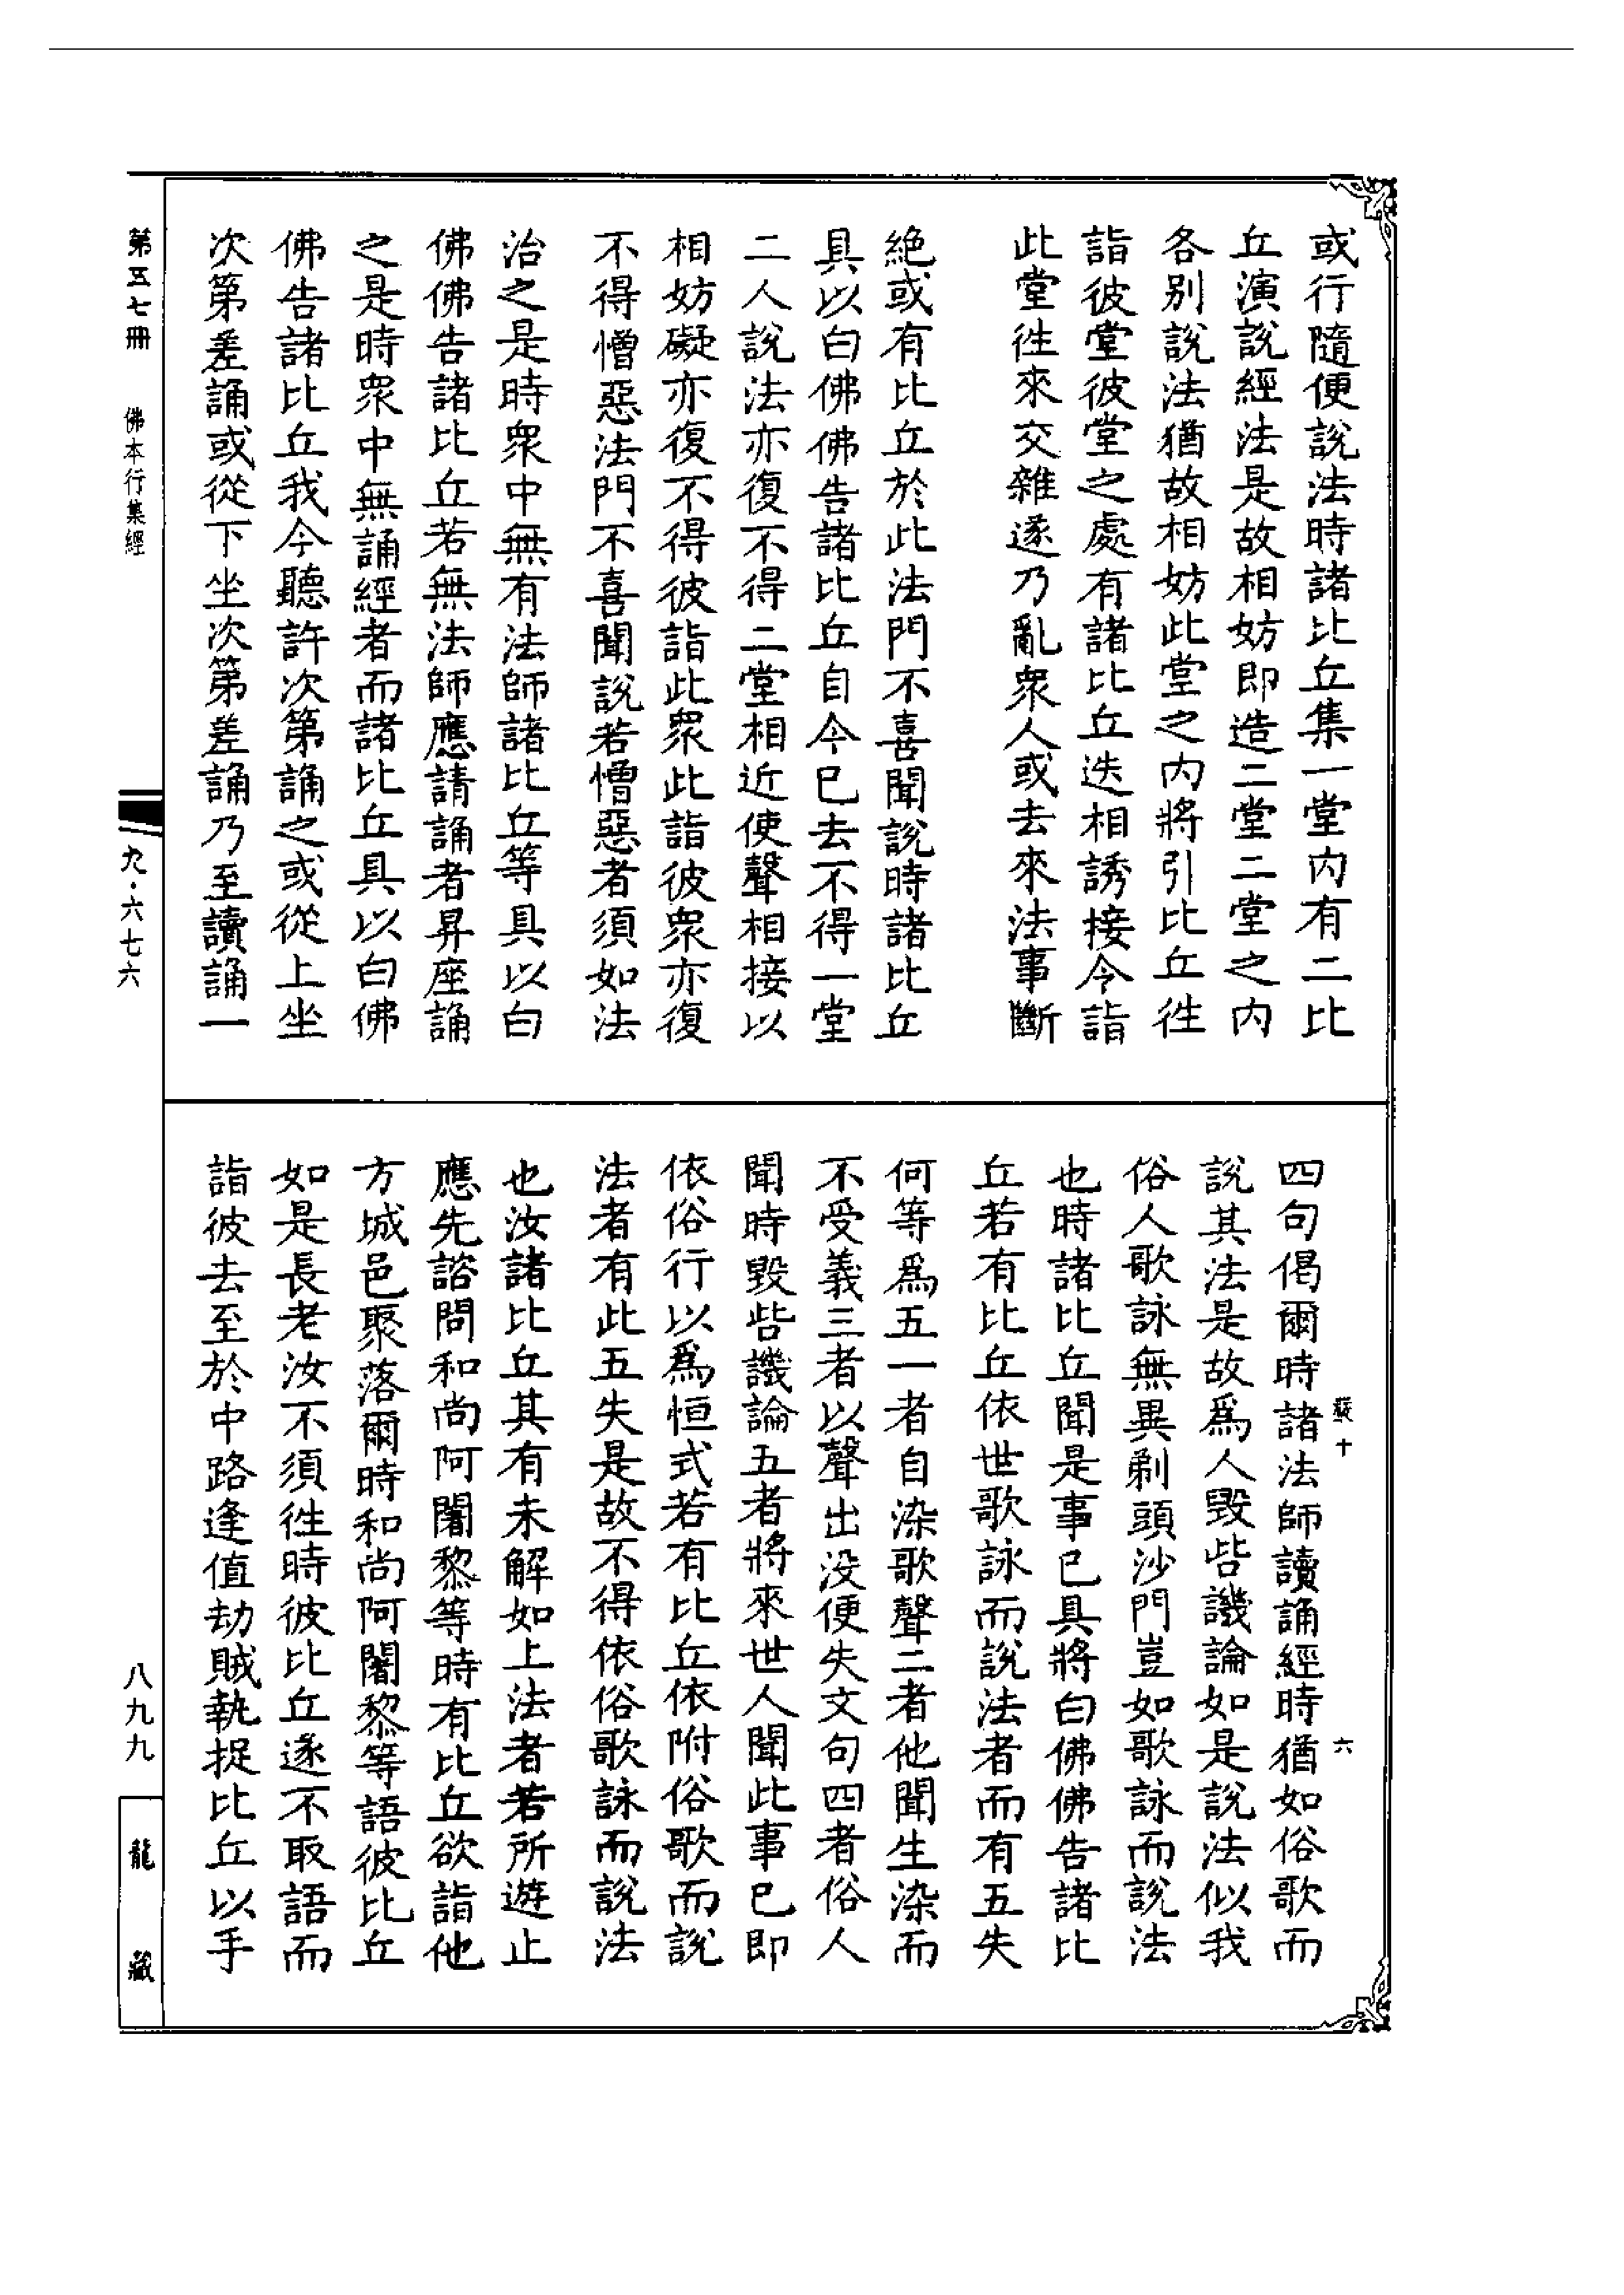 或行隨便說法時諸比丘集一堂内有二比
丘演說經法是故相妨即造二堂二堂之内
各别說法猶故相妨此堂之内將引比丘徃
詣彼堂彼堂之處有諸比丘迭相誘接令詣
此堂徃來交雜遂乃亂衆人或去來法事斷
絶或有比丘於此法門不喜聞說時諸比丘
具以白佛佛告諸比丘自今已去不得一堂
二人說法亦復不得二堂相近使聲相接以
相妨礙亦復不得彼詣此衆此詣彼衆亦復
不得憎惡法門不喜聞說若憎惡者須如法
治之是時衆中無有法師諸比丘等具以白
佛佛告諸比丘若無法師應請誦者昇座誦
之是時衆中無誦經者而諸比丘具以白佛
佛告諸比丘我今聽許次第誦之或從上坐
次第差誦或從下坐次第差誦乃至讀誦一
四句偈爾時諸法師讀誦經時猶如俗歌而
說其法是故爲人毀呰譏論如是說法似我
俗人歌詠無異剃頭沙門豈如歌詠而說法
也時諸比丘聞是事已具將白佛佛告諸比
丘若有比丘依世歌詠而說法者而有五失
何等爲五一者自染歌聲二者他聞生染而
不受義三者以聲出没便失文句四者俗人
聞時毀呰譏論五者將來世人聞此事已即
依俗行以爲恒式若有比丘依附俗歌而說
法者有此五失是故不得依俗歌詠而說法
也汝諸比丘其有未解如上法者若所遊止
應先諮問和尚阿闍黎等時有比丘欲詣他
方城邑聚落爾時和尚阿闍黎等語彼比丘
如是長老汝不須徃時彼比丘遂不取語而
詣彼去至於中路逢值劫賊執捉比丘以手
十
六
第五七冊
佛本行集經
九·六七六
八九九
龍藏